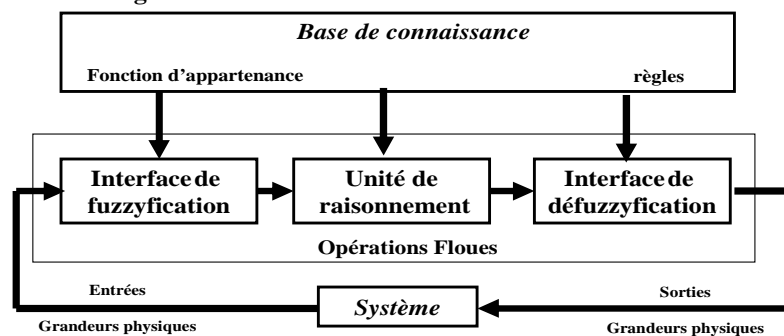 Base de connaissance
Fonction d'appartenance
règles
Interface de
fuzzyfication
Unité de
raisonnement
Interface de
défuzzyfication
Opérations Floues
Entrées
Système
Sorties
Grandeurs physiques
Grandeurs physiques